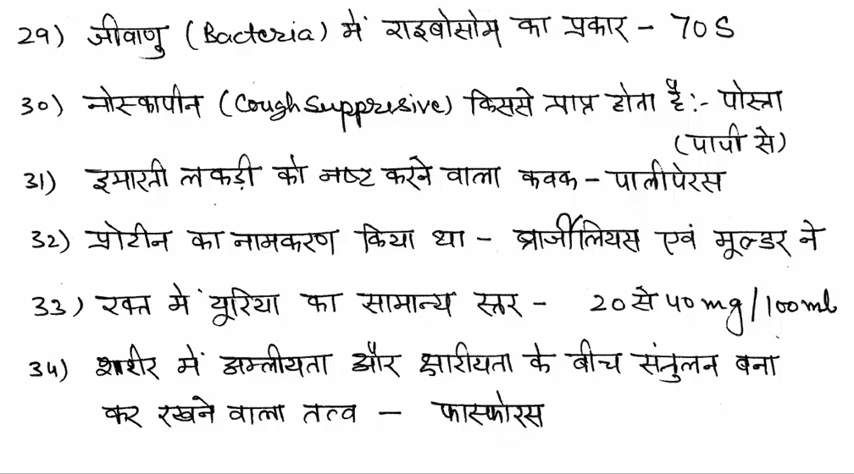 29) जीवाणु (Bacteria) में राइबोसोम का प्रकार - 70S
30) नोस्कापीन (Cough Suppresive) किससे प्राप्त होता है:- पोस्ता
(पापी से)
31) इमारती लकड़ी को नष्ट करने वाला कवक - पालीपेरस
32) प्रोटीन का नामकरण किया था - ब्रार्जीलियस एवं मूल्डर ने
33) रक्त में यूरिया का सामान्य स्तर - 20 से 40 mg/100ml
34) शरीर में अम्लीयता और क्षारीयता के बीच संतुलन बना
कर रखने वाला तत्व - फास्फोरस